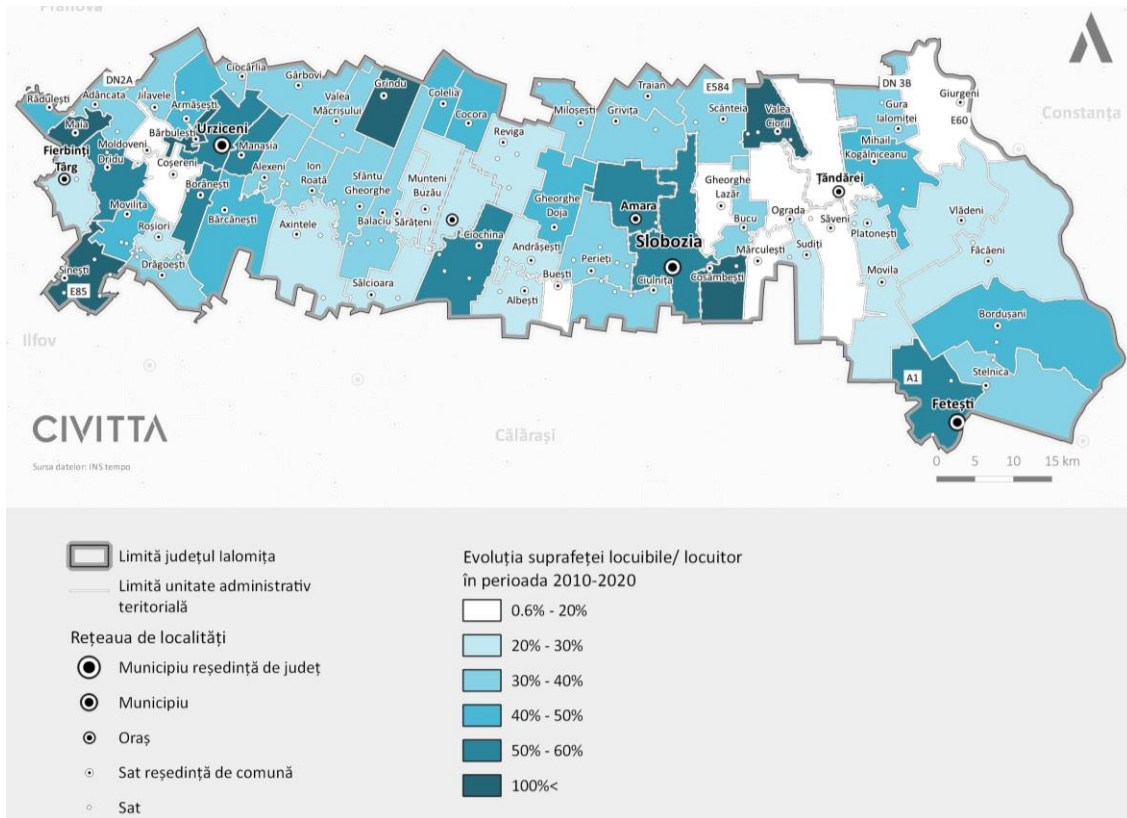 Prahova
DN2A
Ciocârlia
Gârbovi
Grindu
Colelia
Traian
E584
DN 3B
Giurgeni
Rădulești
Adâncata
Jilavele
Armășești
Valea
Măcrișului
Cocora
Miloșești
Grivița
Scânteia
Valea
Ciorii
Gura
Ialomiței
E60
Constanța
Maia
Bărbulești
Urziceni
Reviga
Mihail
Kogălniceanu
Fierbinți
Târg
Moldoveni
Dridu
Coșereni
Manasia
Alexeni
Ion
Roată
Sfântu
Gheorghe
Munteni
Buzău
Gheorghe
Doja
Amara
Gheorghe
Lazăr
Țăndărei
Borănești
Movilița
Bărcănești
Balaciu
Sărățeni
Bucu
Ograda
Săveni
Platonești
Vlădeni
Roșiori
Axintele
Ciochina
Andrășești
Slobozia
Mărculești
Sudiți
Făcăeni
Sinești
Drăgoești
Perieți
Buești
Ciulnița
Cosâmbești
Movila
E85
Sălcioara
Albești
Bordușani
Ilfov
A1
Stelnica
Fetești
CIVITTA
Călărași
Sursa datelor: INS tempo
0 5 10 15 km
Limită județul Ialomița
Limită unitate administrativ
teritorială
Rețeaua de localități
Municipiu reședință de județ
Municipiu
Oraș
Sat reședință de comună
Sat
Evoluția suprafeței locuibile/ locuitor
în perioada 2010-2020
0.6% - 20%
20% - 30%
30% - 40%
40% - 50%
50% - 60%
100%<